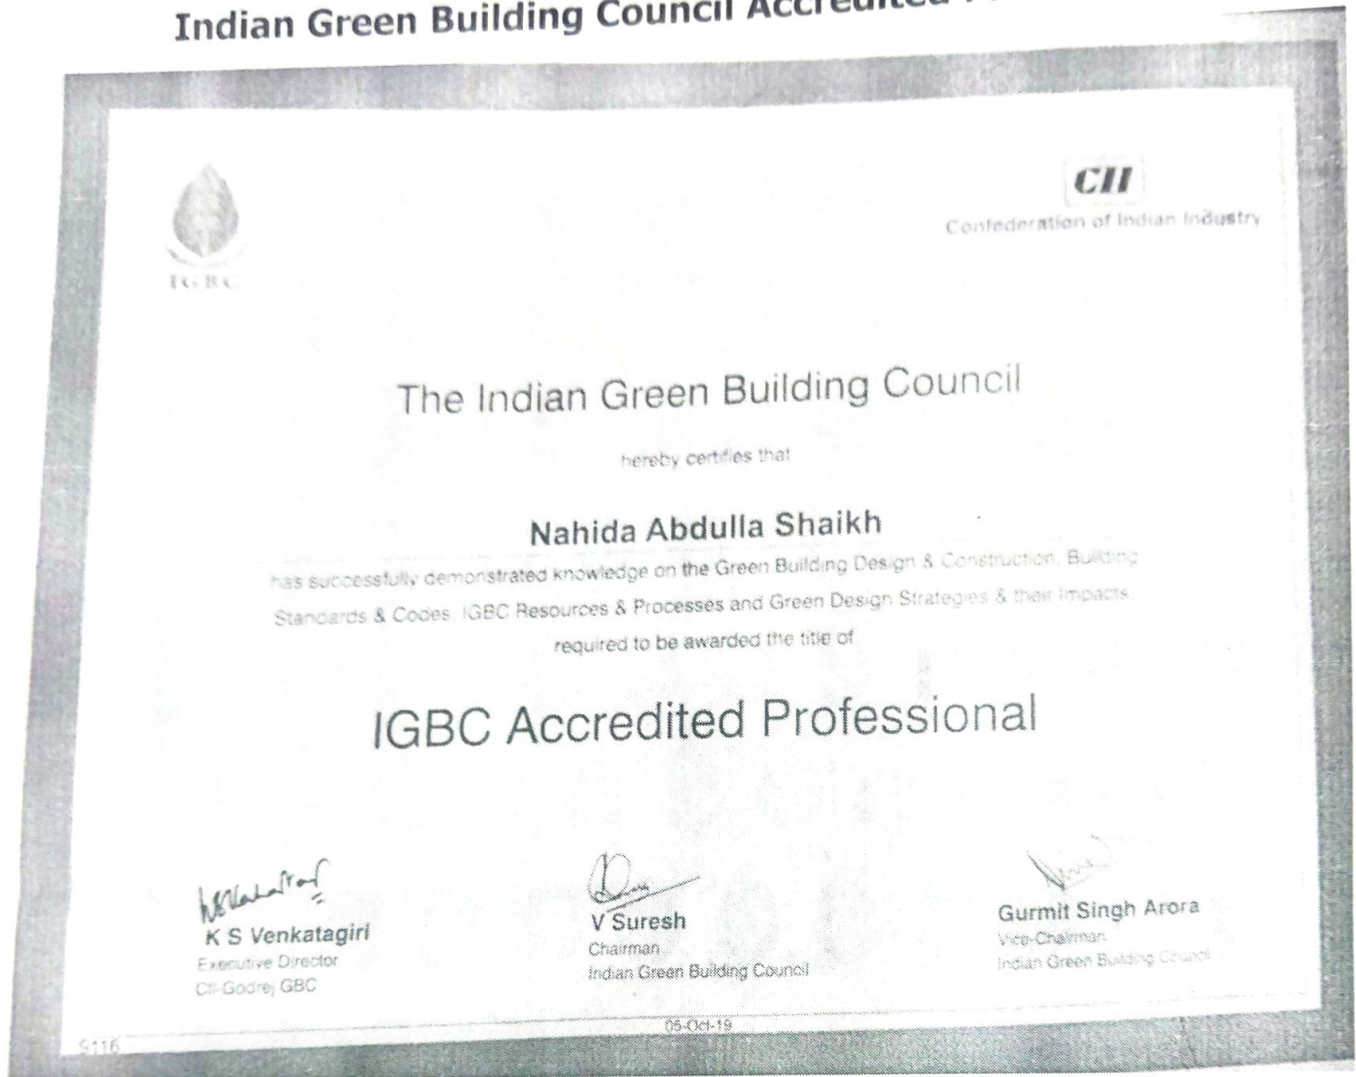 Indian Green Building Council Accredited
IGBC
CII
Confederation of Indian Industry
The Indian Green Building Council
hereby certifies that
Nahida Abdulla Shaikh
has successfully demonstrated knowledge on the Green Building Design & Construction, Building
Standards & Codes, IGBC Resources & Processes and Green Design Strategies & their Impacts,
required to be awarded the title of
IGBC Accredited Professional
K S Venkatagiri
Executive Director
CII-Godrej GBC
V Suresh
Chairman
Indian Green Building Council
Gurmit Singh Arora
Vice-Chairman
Indian Green Building Council
05-Oct-19
9116